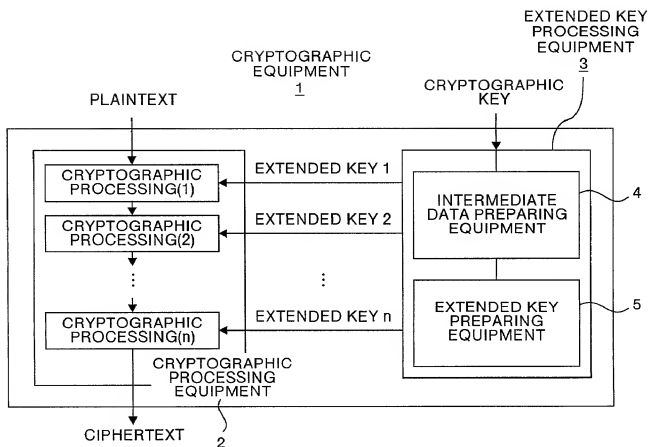 EXTENDED KEY
PROCESSING
EQUIPMENT
3
CRYPTOGRAPHIC
EQUIPMENT
1
PLAINTEXT
CRYPTOGRAPHIC
KEY
CRYPTOGRAPHIC
PROCESSING(1)
EXTENDED KEY 1
CRYPTOGRAPHIC
PROCESSING(2)
EXTENDED KEY 2
INTERMEDIATE
DATA PREPARING
EQUIPMENT
4
CRYPTOGRAPHIC
PROCESSING(n)
EXTENDED KEY n
EXTENDED KEY
PREPARING
EQUIPMENT
5
CRYPTOGRAPHIC
PROCESSING
EQUIPMENT
2
CIPHERTEXT